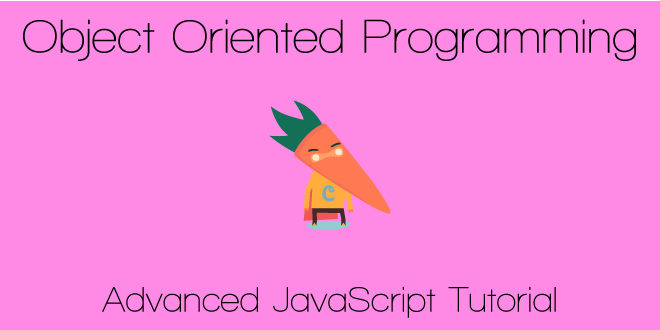 Object Oriented Programming
C
Advanced JavaScript Tutorial